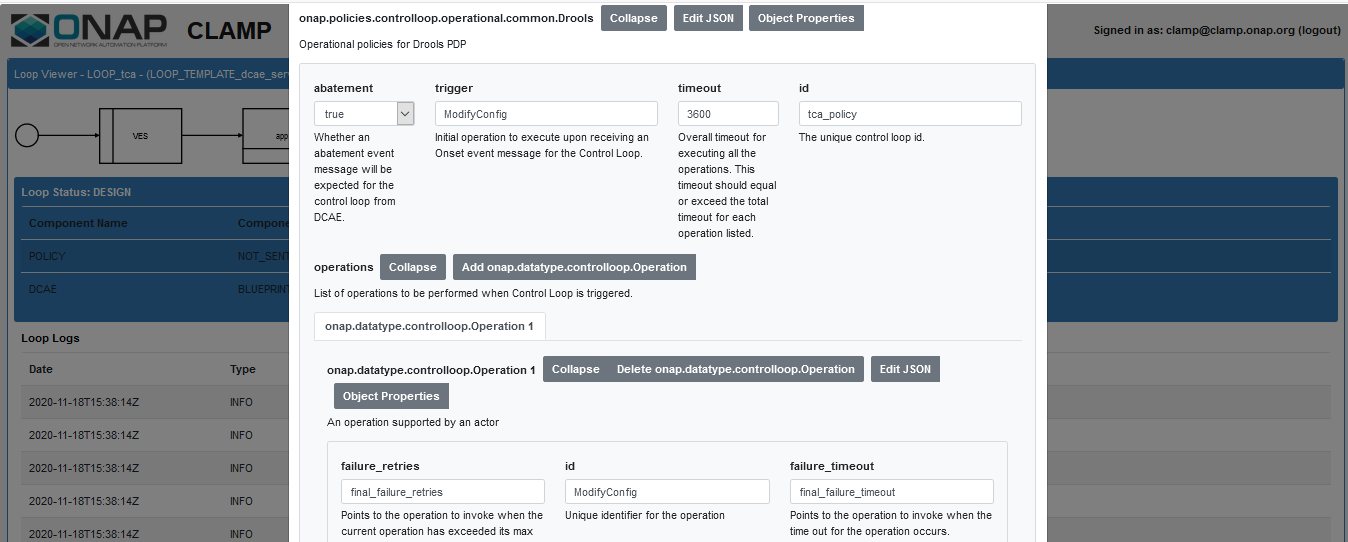 ONAP
OPEN NETWORK AUTOMATION PLATFORM
CLAMP
Signed in as: clamp@clamp.onap.org (logout)
Loop Viewer - LOOP_tca - (LOOP_TEMPLATE_dcae_ser
VES
app
Loop Status: DESIGN
Component Name Compone
POLICY NOT_SENT
DCAE BLUEPRINT
Loop Logs
Date Type
2020-11-18T15:38:14Z INFO
2020-11-18T15:38:14Z INFO
2020-11-18T15:38:14Z INFO
2020-11-18T15:38:14Z INFO
2020-11-18T15:38:14Z INFO
onap.policies.controlloop.operational.common.Drools Collapse Edit JSON Object Properties
Operational policies for Drools PDP
abatement trigger timeout id
true ModifyConfig 3600 tca_policy
Whether an
abatement event
message will be
expected for the
control loop from
DCAE.
Initial operation to execute upon receiving an
Onset event message for the Control Loop.
Overall timeout for
executing all the
operations. This
timeout should equal
or exceed the total
timeout for each
operation listed.
The unique control loop id.
operations Collapse Add onap.datatype.controlloop.Operation
List of operations to be performed when Control Loop is triggered.
onap.datatype.controlloop.Operation 1
onap.datatype.controlloop.Operation 1 Collapse Delete onap.datatype.controlloop.Operation Edit JSON
Object Properties
An operation supported by an actor
failure_retries id failure_timeout
final_failure_retries ModifyConfig final_failure_timeout
Points to the operation to invoke when the
current operation has exceeded its max
Unique identifier for the operation
Points to the operation to invoke when the
time out for the operation occurs.